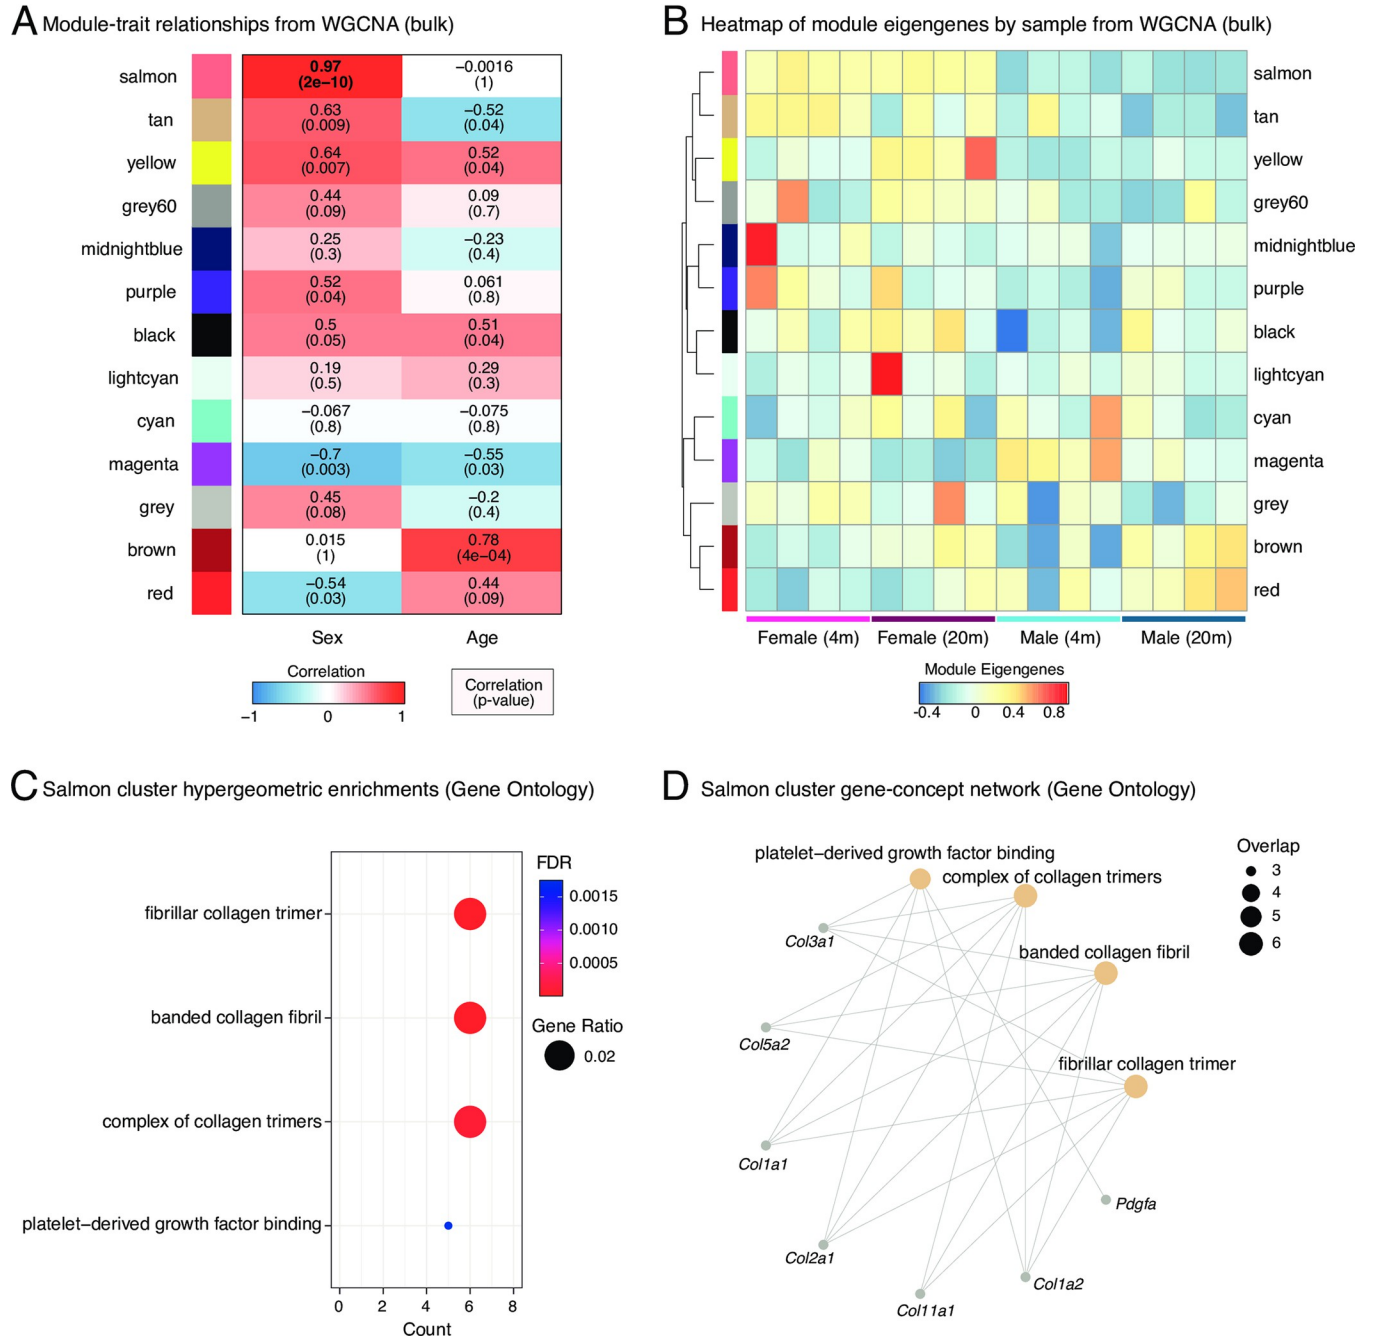 A Module-trait relationships from WGCNA (bulk)
salmon 0.97 (2e−10) −0.0016 (1)
tan 0.63 (0.009) −0.52 (0.04)
yellow 0.64 (0.007) 0.52 (0.04)
grey60 0.44 (0.09) 0.09 (0.7)
midnightblue 0.25 (0.3) −0.23 (0.4)
purple 0.52 (0.04) 0.061 (0.8)
black 0.5 (0.05) 0.51 (0.04)
lightcyan 0.19 (0.5) 0.29 (0.3)
cyan −0.067 (0.8) −0.075 (0.8)
magenta −0.7 (0.003) −0.55 (0.03)
grey 0.45 (0.08) −0.2 (0.4)
brown 0.015 (1) 0.78 (4e−04)
red −0.54 (0.03) 0.44 (0.09)
Sex Age
Correlation
−1 0 1
Correlation
(p-value)
B Heatmap of module eigengenes by sample from WGCNA (bulk)
salmon
tan
yellow
grey60
midnightblue
purple
black
lightcyan
cyan
magenta
grey
brown
red
Female (4m) Female (20m) Male (4m) Male (20m)
Module Eigengenes
-0.4 0 0.4 0.8
C Salmon cluster hypergeometric enrichments (Gene Ontology)
fibrillar collagen trimer
banded collagen fibril
complex of collagen trimers
platelet−derived growth factor binding
0 2 4 6 8
Count
FDR
0.0015
0.0010
0.0005
Gene Ratio
0.02
D Salmon cluster gene-concept network (Gene Ontology)
platelet−derived growth factor binding
complex of collagen trimers
Col3a1
banded collagen fibril
Col5a2
fibrillar collagen trimer
Col1a1
Pdgfa
Col2a1
Col1a2
Col11a1
Overlap
3
4
5
6